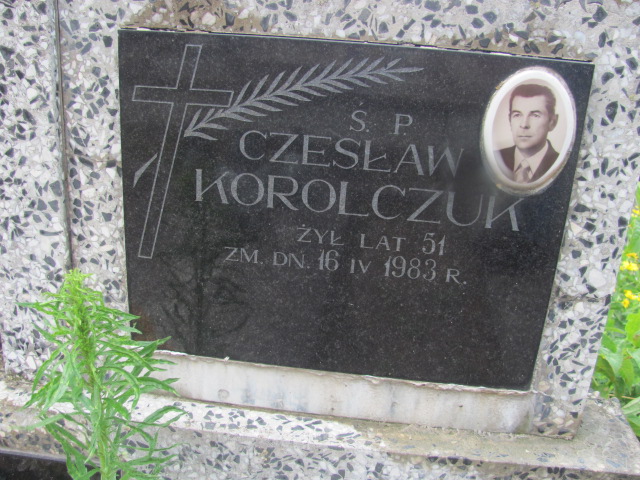 Ś. P.
CZESŁAW
KOROLCZUK
ŻYŁ LAT 51
ZM. DN. 16 IV 1983 R.